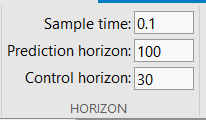 Sample time: 0.1
Prediction horizon: 100
Control horizon: 30
HORIZON